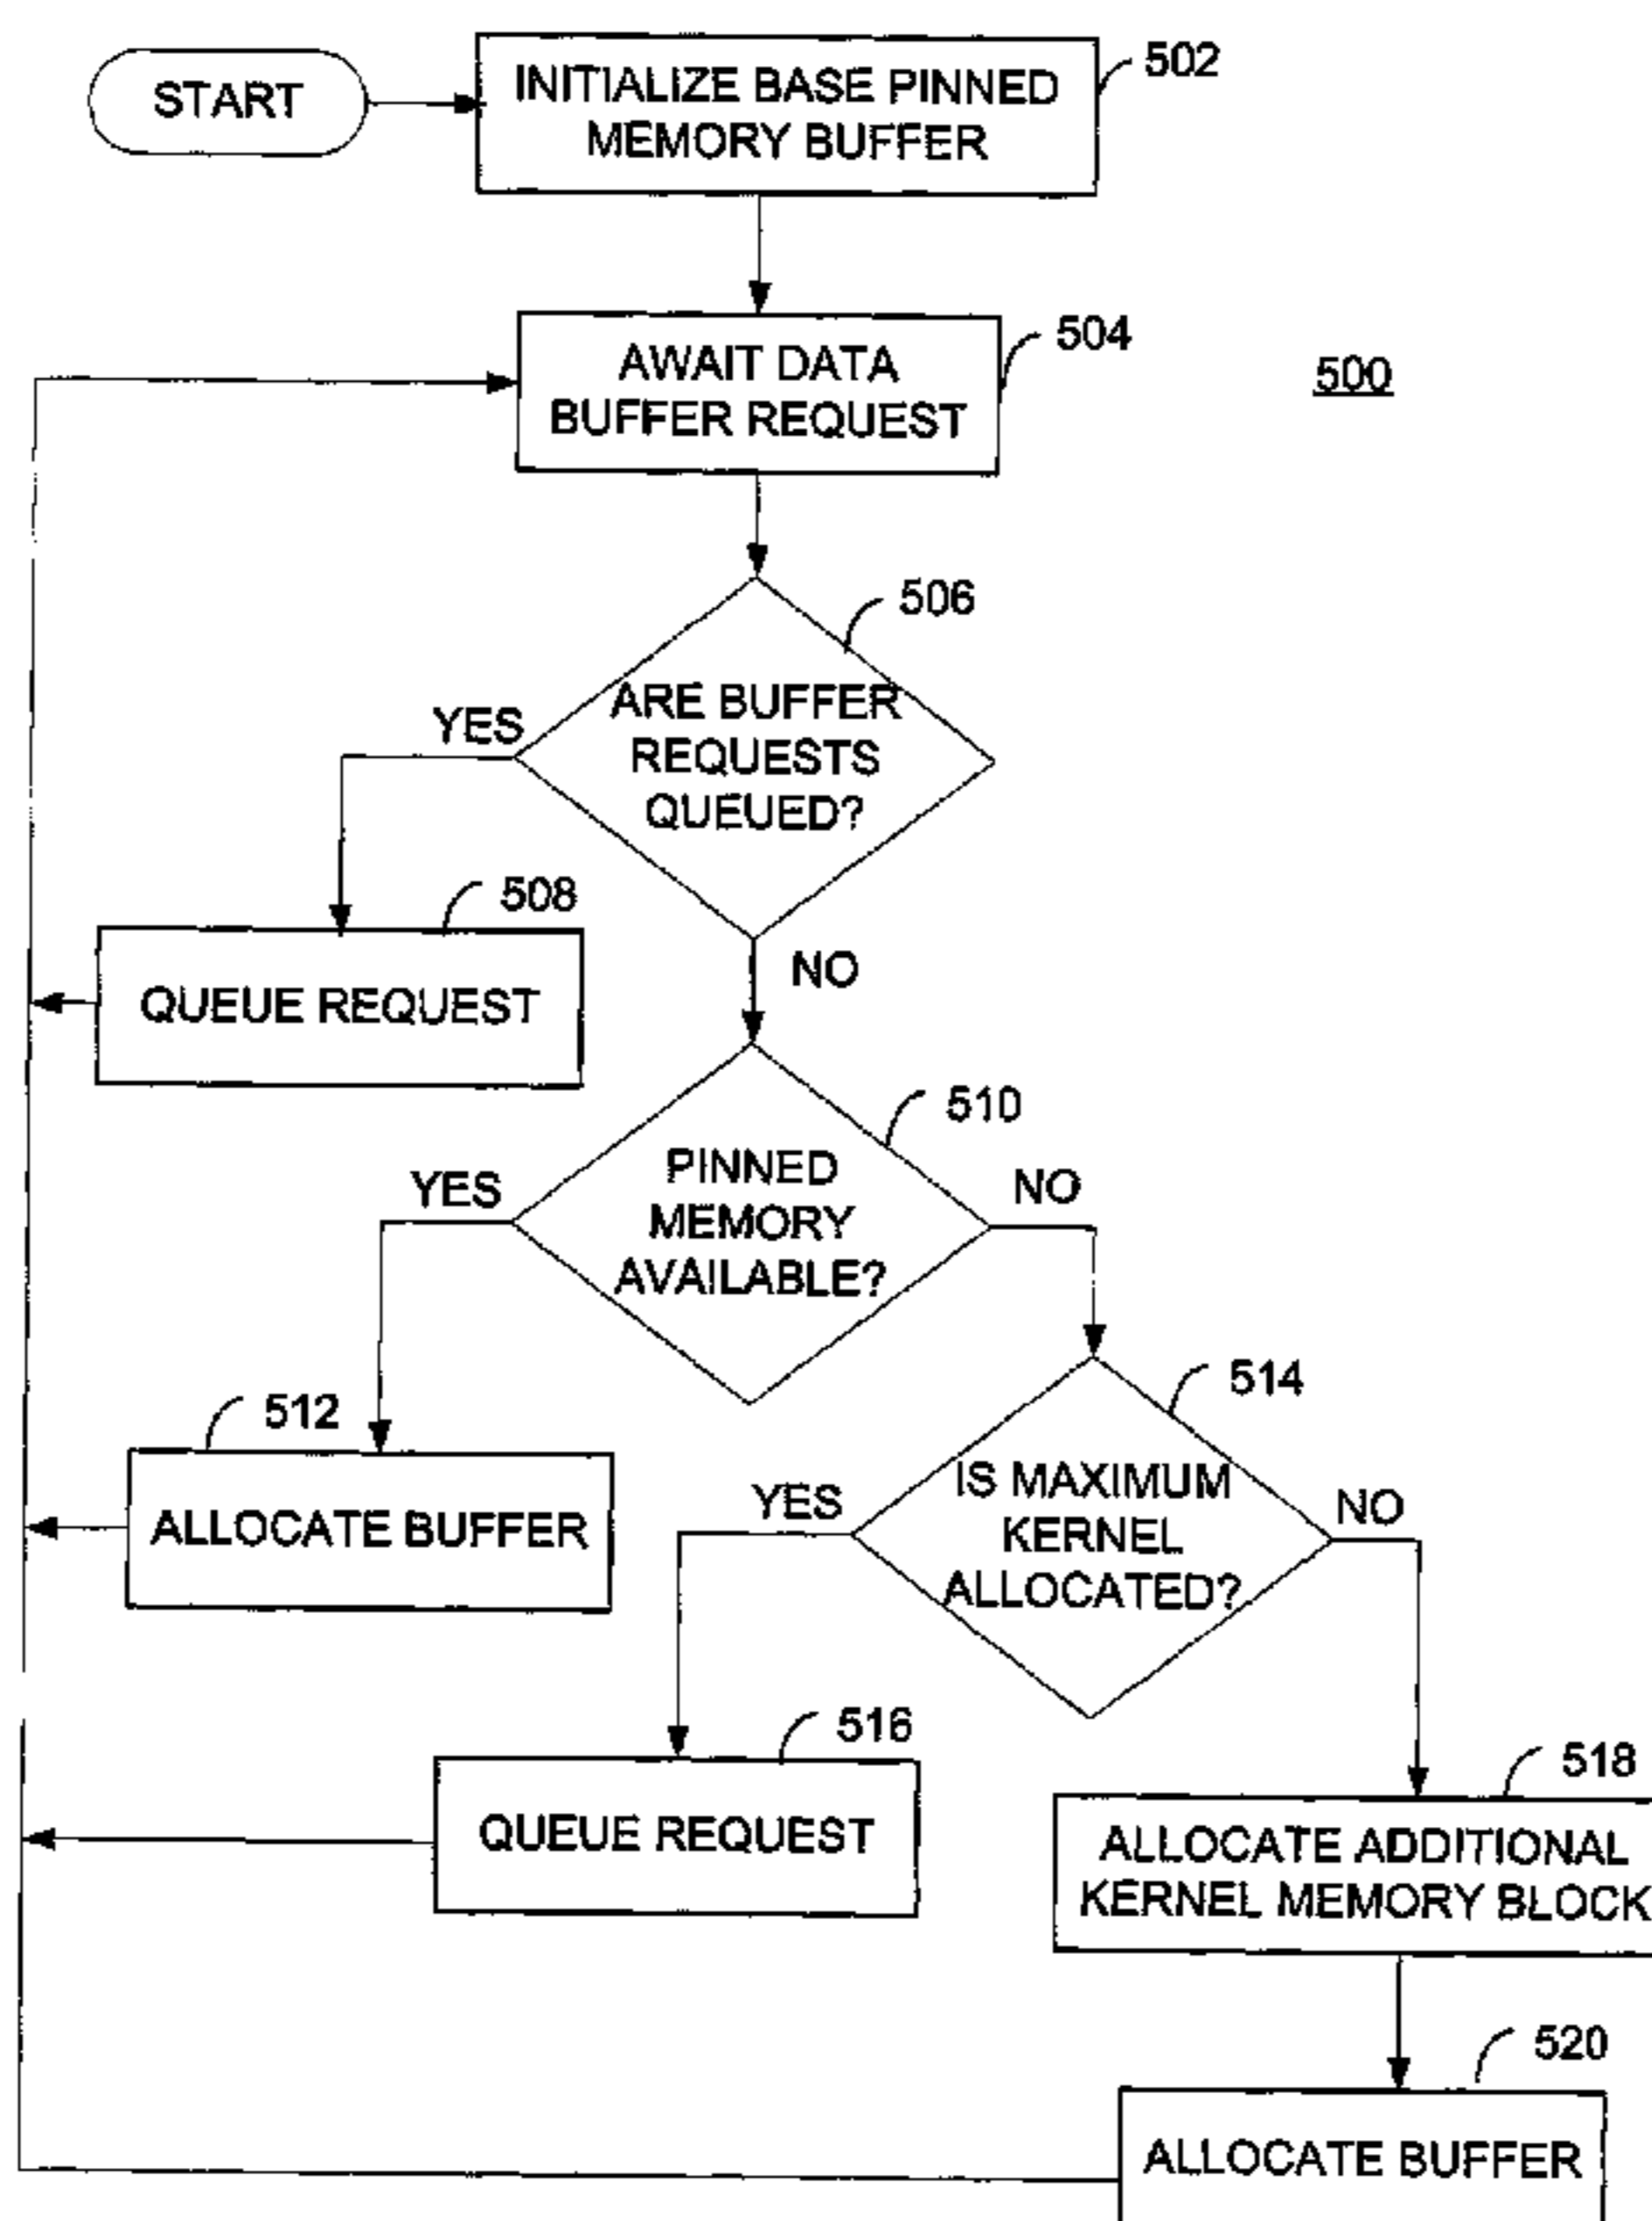 START
INITIALIZE BASE PINNED
MEMORY BUFFER
502
AWAIT DATA
BUFFER REQUEST
504
500
506
ARE BUFFER
REQUESTS
QUEUED?
YES
508
QUEUE REQUEST
NO
510
PINNED
MEMORY
AVAILABLE?
YES
NO
512
ALLOCATE BUFFER
514
IS MAXIMUM
KERNEL
ALLOCATED?
YES
NO
516
QUEUE REQUEST
518
ALLOCATE ADDITIONAL
KERNEL MEMORY BLOCK
520
ALLOCATE BUFFER